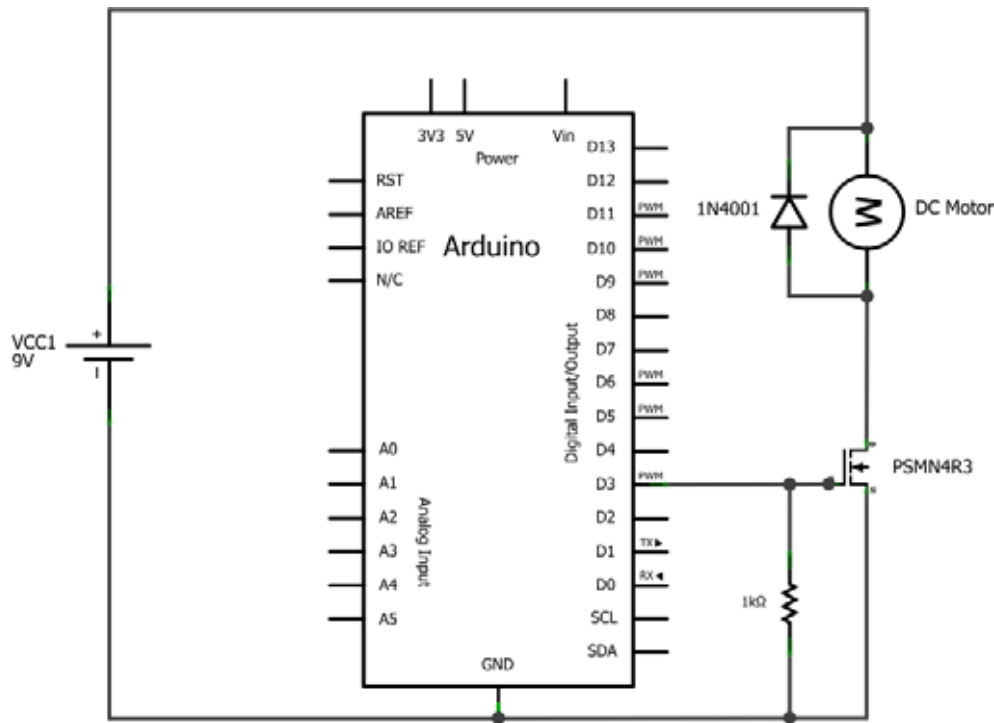 3V3 5V Vin
Power
Arduino
RST
AREF
IO REF
N/C
A0
A1
A2
A3
A4
A5
Analog Input
GND
Digital Input/Output
D13
D12
D11 PWM
D10 PWM
D9 PWM
D8
D7
D6 PWM
D5 PWM
D4
D3 PWM
D2
D1 TX
D0 RX
SCL
SDA
VCC1
9V
+
1N4001
M
DC Motor
PSMN4R3
1kΩ